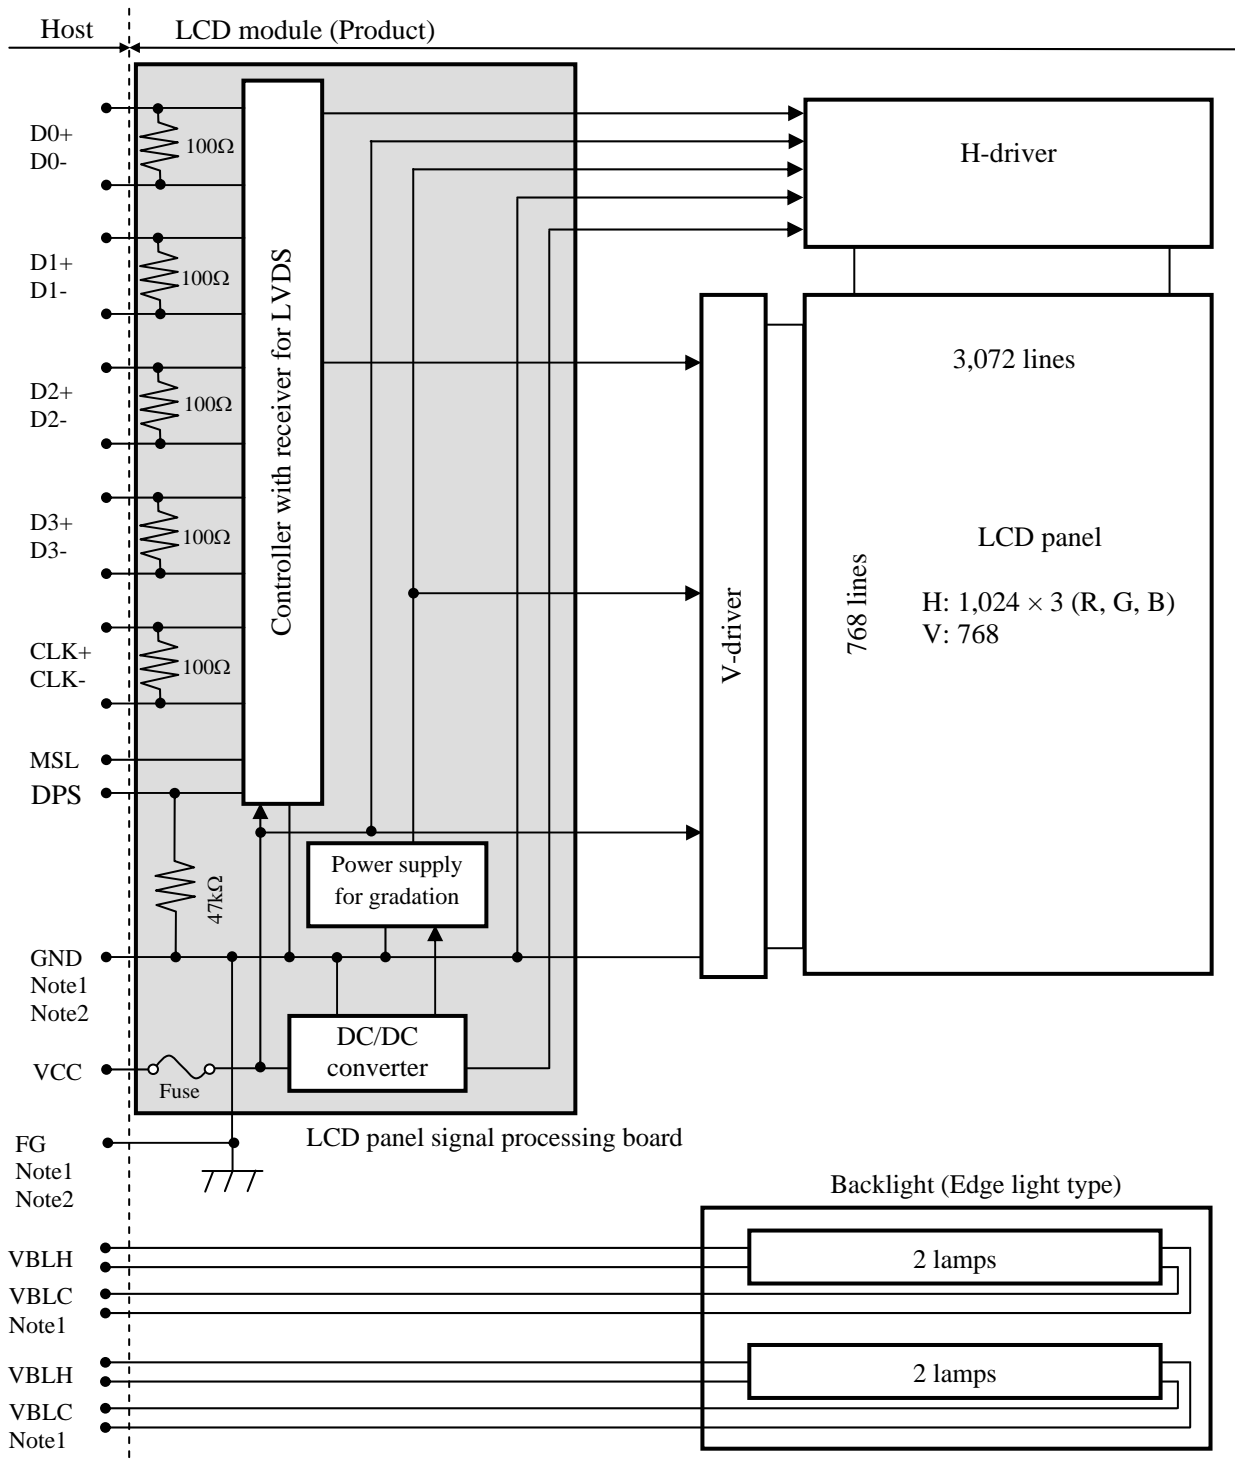 Host
LCD module (Product)
D0+
D0-
100Ω
D1+
D1-
100Ω
D2+
D2-
100Ω
D3+
D3-
100Ω
CLK+
CLK-
100Ω
MSL
DPS
47kΩ
GND
Note1
Note2
VCC
Fuse
FG
Note1
Note2
Controller with receiver for LVDS
Power supply
for gradation
DC/DC
converter
LCD panel signal processing board
H-driver
V-driver
3,072 lines
768 lines
LCD panel
H: 1,024 × 3 (R, G, B)
V: 768
Backlight (Edge light type)
VBLH
VBLC
Note1
2 lamps
VBLH
VBLC
Note1
2 lamps